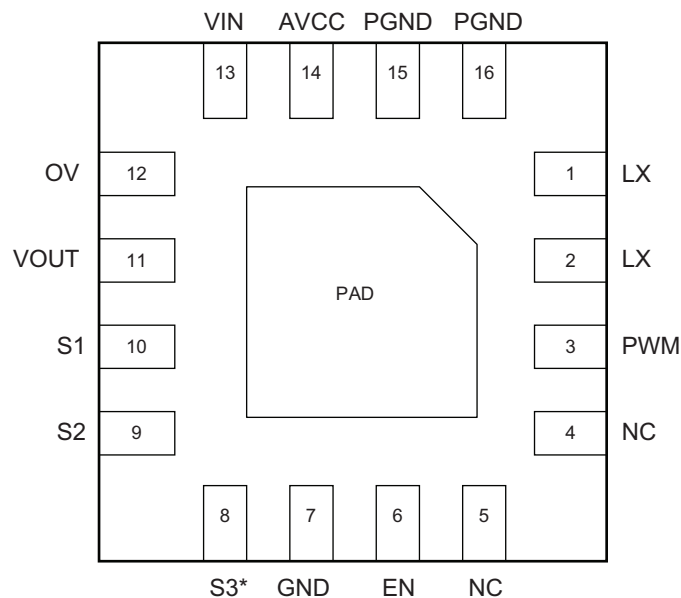 VIN AVCC PGND PGND
13 14 15 16
OV 12 1 LX
VOUT 11 2 LX
PAD
S1 10 3 PWM
S2 9 4 NC
8 7 6 5
S3* GND EN NC